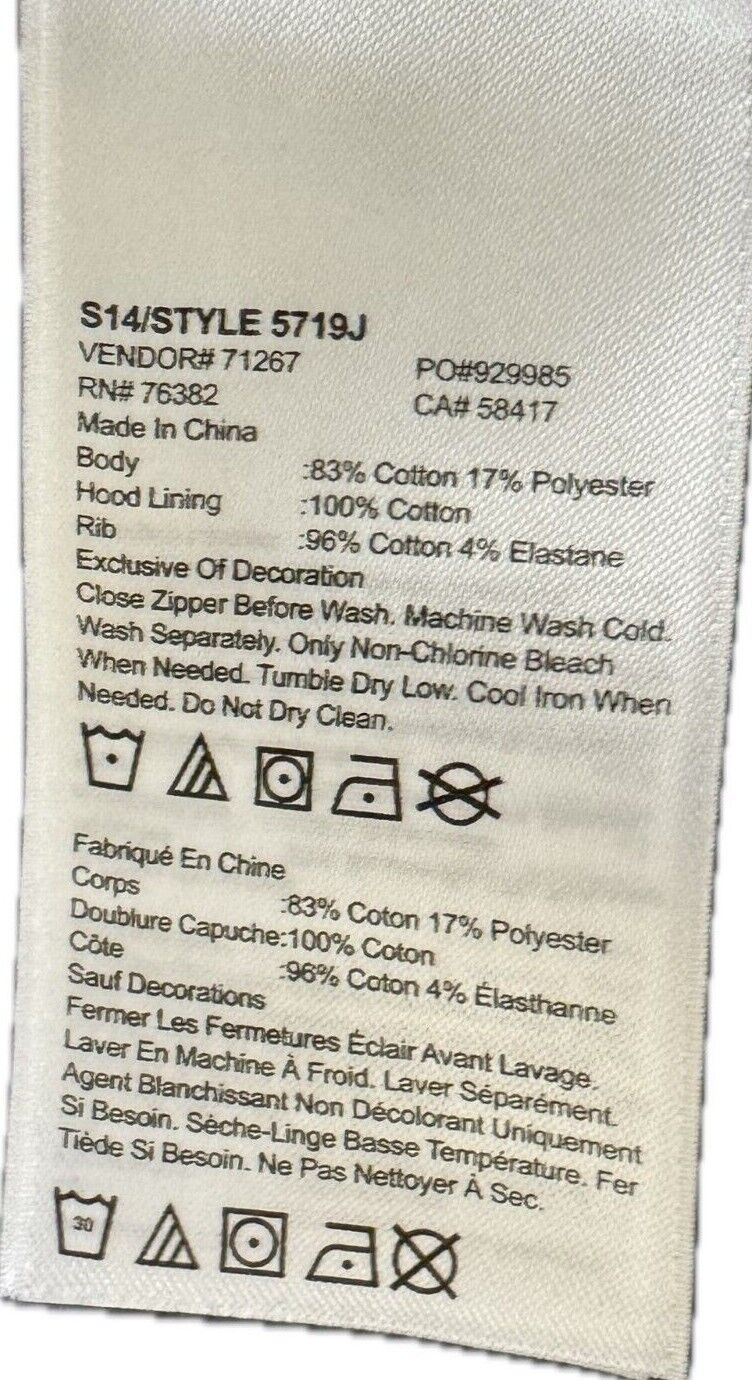 S14/STYLE 5719J
VENDOR# 71267 PO#929985
RN# 76382 CA# 58417
Made In China
Body :83% Cotton 17% Polyester
Hood Lining :100% Cotton
Rib :96% Cotton 4% Elastane
Exclusive Of Decoration
Close Zipper Before Wash. Machine Wash Cold.
Wash Separately. Only Non-Chlorine Bleach
When Needed. Tumble Dry Low. Cool Iron When
Needed. Do Not Dry Clean.
Fabriqué En Chine
Corps :83% Coton 17% Polyester
Doublure Capuche:100% Coton
Côte :96% Coton 4% Élasthanne
Sauf Decorations
Fermer Les Fermetures Éclair Avant Lavage.
Laver En Machine À Froid. Laver Séparément.
Agent Blanchissant Non Décolorant Uniquement
Si Besoin. Sèche-Linge Basse Température. Fer
Tiède Si Besoin. Ne Pas Nettoyer À Sec.
30